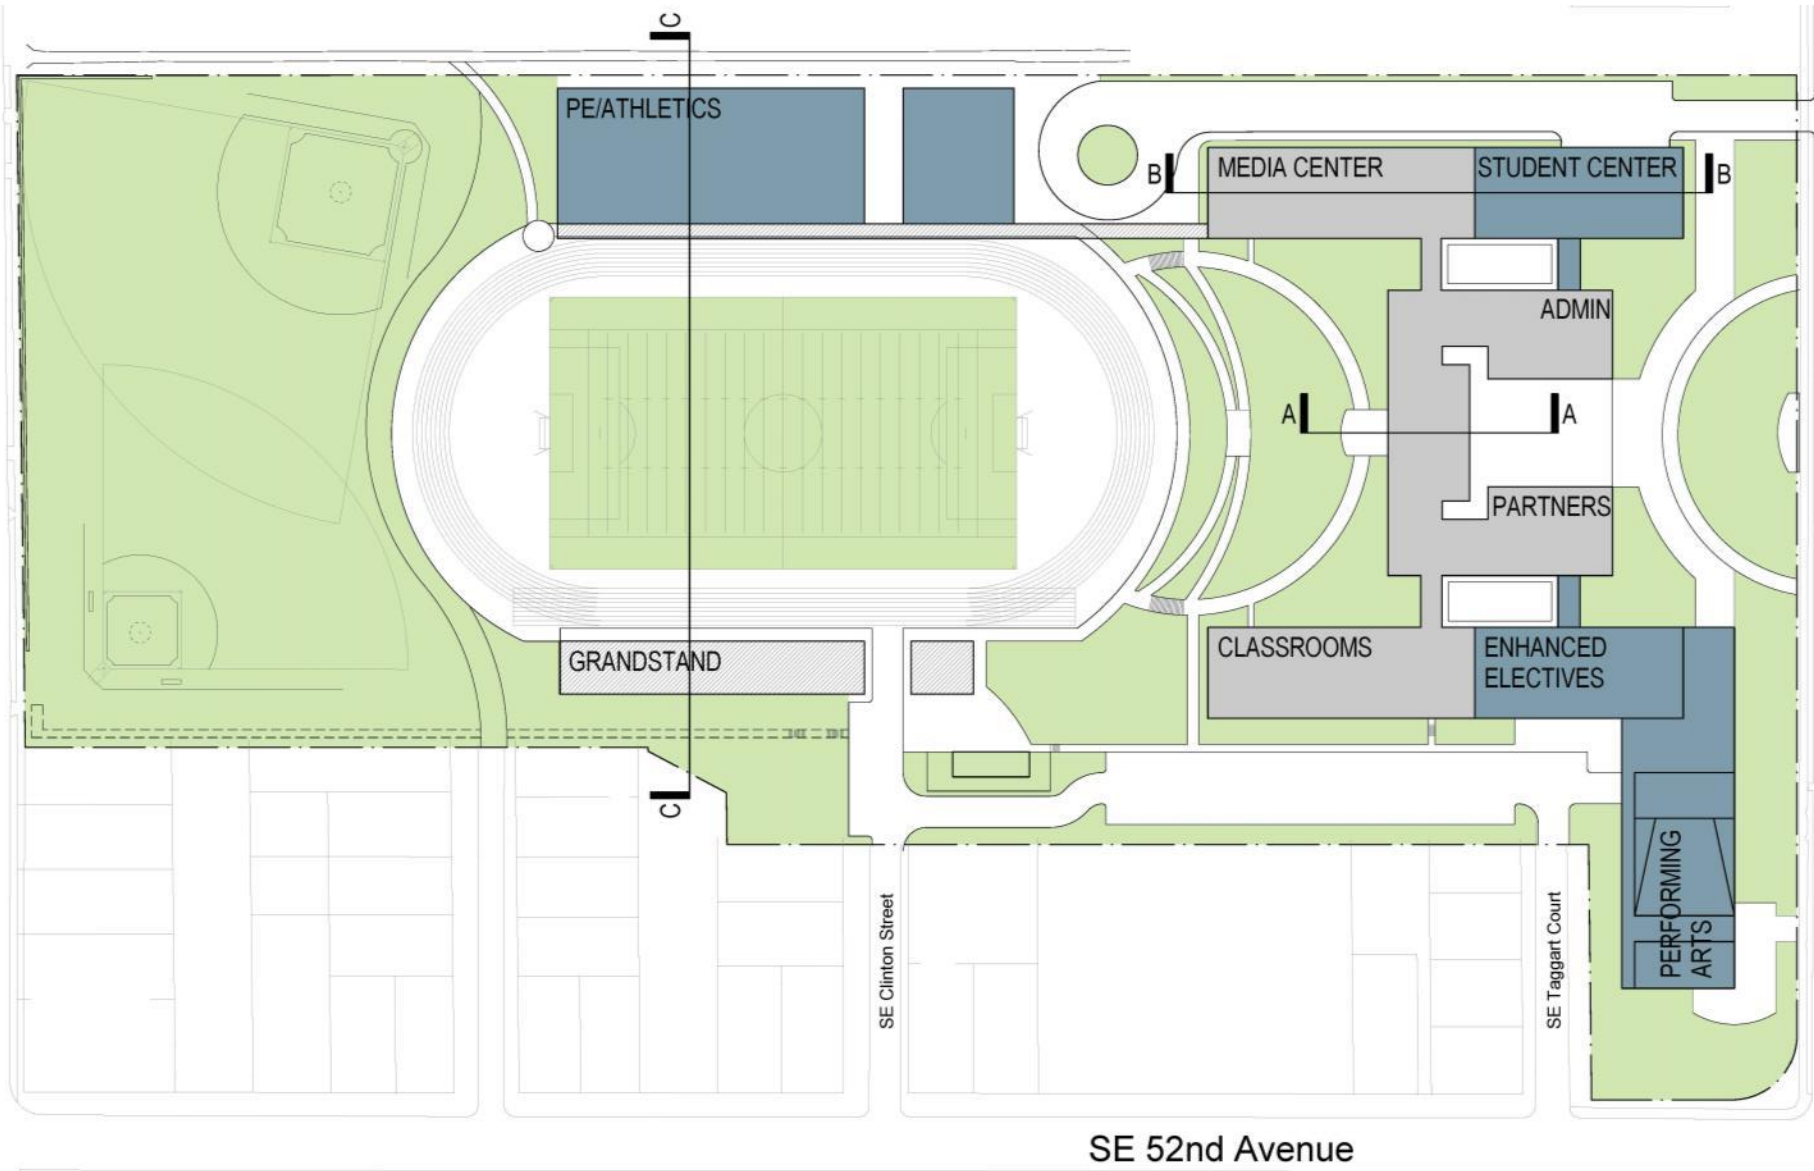 C
PE/ATHLETICS
B
MEDIA CENTER
STUDENT CENTER
B
ADMIN
A
A
PARTNERS
GRANDSTAND
CLASSROOMS
ENHANCED
ELECTIVES
C
PERFORMING
ARTS
SE Clinton Street
SE Taggart Court
SE 52nd Avenue